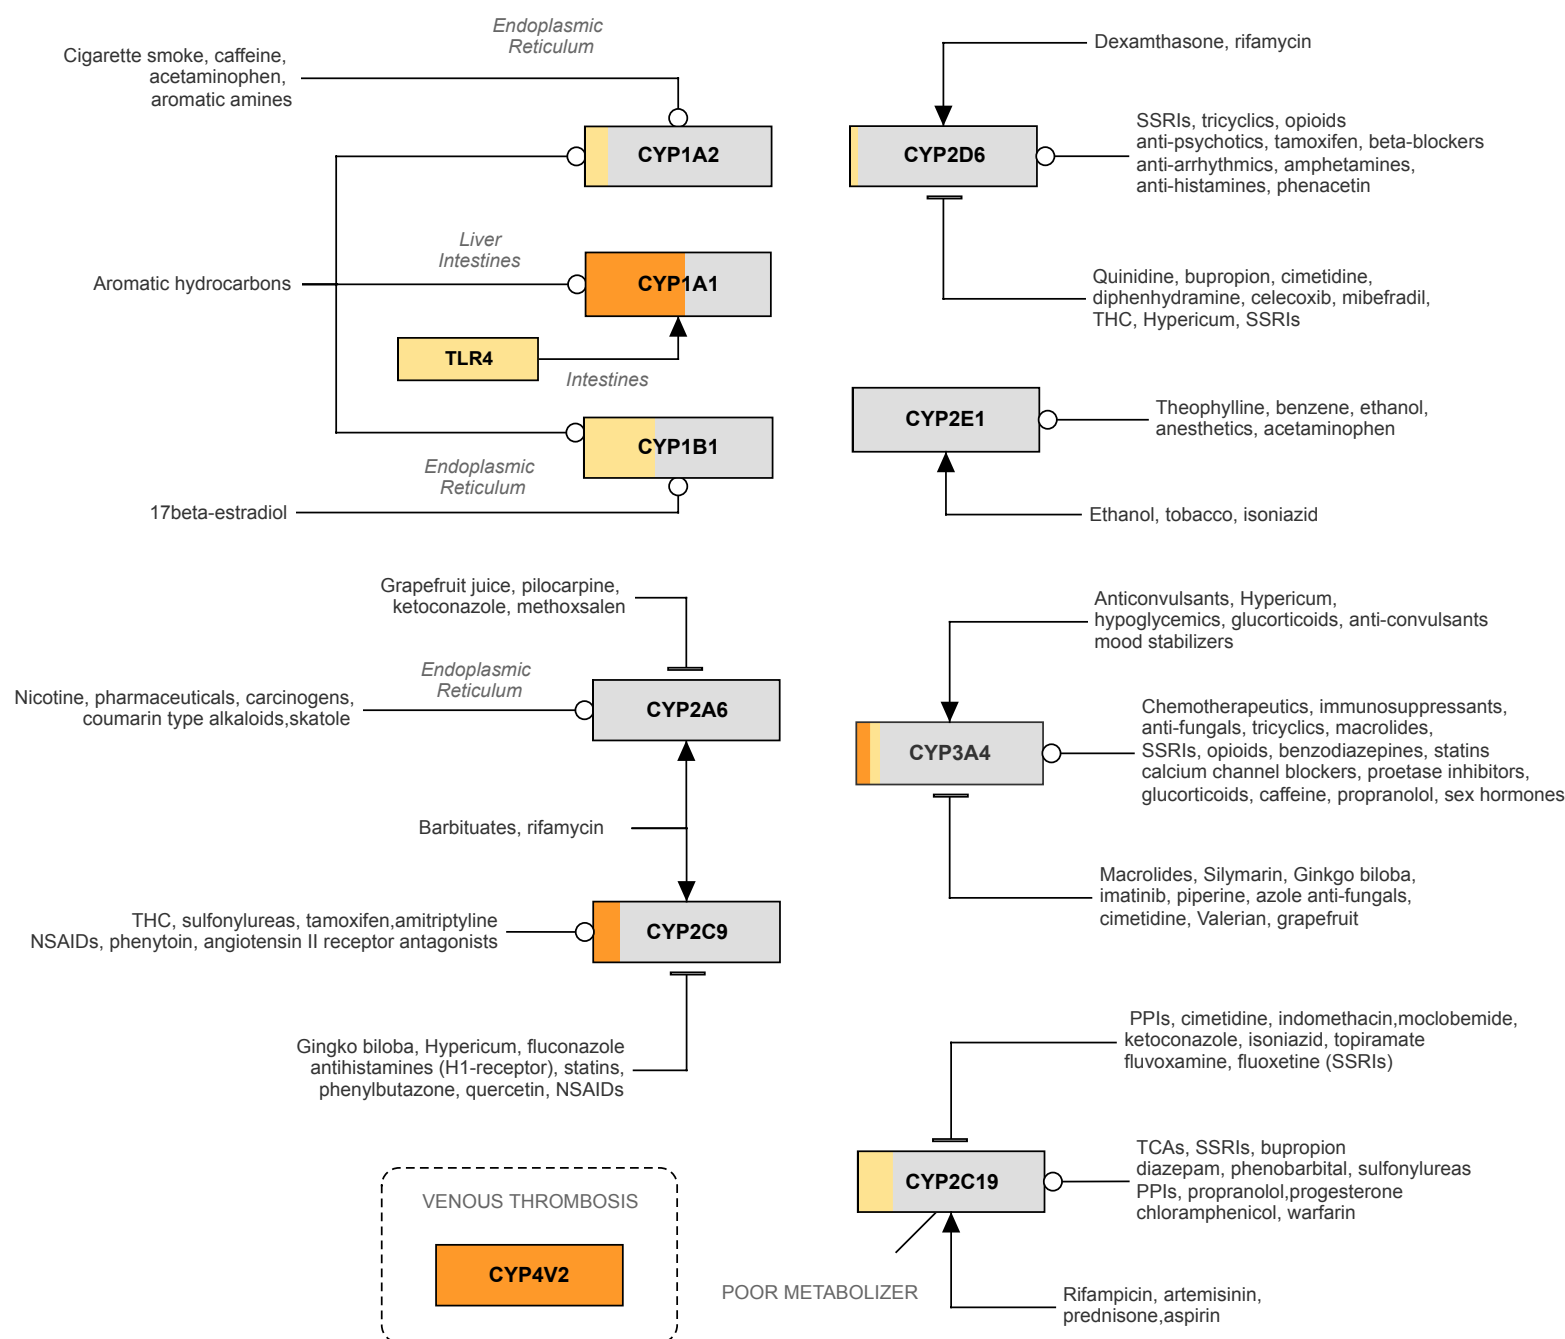 Endoplasmic
Reticulum
Cigarette smoke, caffeine,
acetaminophen,
aromatic amines
CYP1A2
Liver
Intestines
Aromatic hydrocarbons
CYP1A1
TLR4
Intestines
CYP1B1
Endoplasmic
Reticulum
17beta-estradiol
Grapefruit juice, pilocarpine,
ketoconazole, methoxsalen
Endoplasmic
Reticulum
Nicotine, pharmaceuticals, carcinogens,
coumarin type alkaloids,skatole
CYP2A6
Barbituates, rifamycin
THC, sulfonylureas, tamoxifen,amitriptyline
NSAIDs, phenytoin, angiotensin II receptor antagonists
CYP2C9
Gingko biloba, Hypericum, fluconazole
antihistamines (H1-receptor), statins,
phenylbutazone, quercetin, NSAIDs
VENOUS THROMBOSIS
CYP4V2
Dexamthasone, rifamycin
CYP2D6
SSRIs, tricyclics, opioids
anti-psychotics, tamoxifen, beta-blockers
anti-arrhythmics, amphetamines,
anti-histamines, phenacetin
Quinidine, bupropion, cimetidine,
diphenhydramine, celecoxib, mibefradil,
THC, Hypericum, SSRIs
CYP2E1
Theophylline, benzene, ethanol,
anesthetics, acetaminophen
Ethanol, tobacco, isoniazid
Anticonvulsants, Hypericum,
hypoglycemics, glucorticoids, anti-convulsants
mood stabilizers
CYP3A4
Chemotherapeutics, immunosuppressants,
anti-fungals, tricyclics, macrolides,
SSRIs, opioids, benzodiazepines, statins
calcium channel blockers, proetase inhibitors,
glucorticoids, caffeine, propranolol, sex hormones
Macrolides, Silymarin, Ginkgo biloba,
imatinib, piperine, azole anti-fungals,
cimetidine, Valerian, grapefruit
PPIs, cimetidine, indomethacin,moclobemide,
ketoconazole, isoniazid, topiramate
fluvoxamine, fluoxetine (SSRIs)
CYP2C19
TCAs, SSRIs, bupropion
diazepam, phenobarbital, sulfonylureas
PPIs, propranolol,progesterone
chloramphenicol, warfarin
POOR METABOLIZER
Rifampicin, artemisinin,
prednisone,aspirin